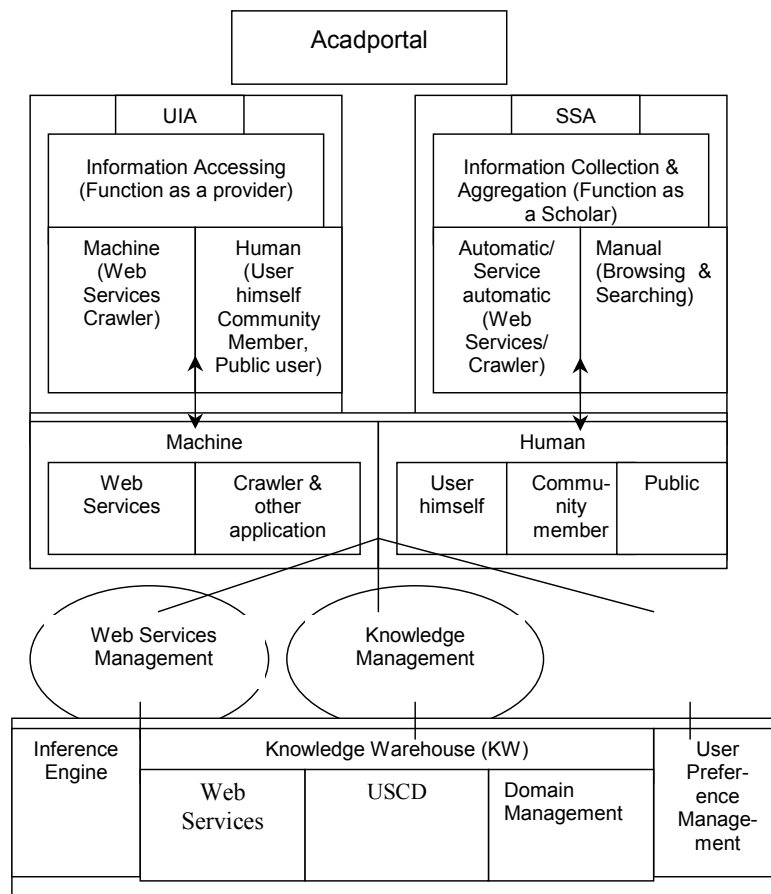 Acadportal
UIA
Information Accessing
(Function as a provider)
Machine
(Web
Services
Crawler)
Human
(User
himself
Community
Member,
Public user)
SSA
Information Collection &
Aggregation (Function as
a Scholar)
Automatic/
Service
automatic
(Web
Services/
Crawler)
Manual
(Browsing &
Searching)
Machine
Web
Services
Crawler &
other
application
Human
User
himself
Commu-
nity
member
Public
Web Services
Management
Knowledge
Management
Inference
Engine
Knowledge Warehouse (KW)
Web
Services
USCD
Domain
Management
User
Prefer-
ence
Manage-
ment